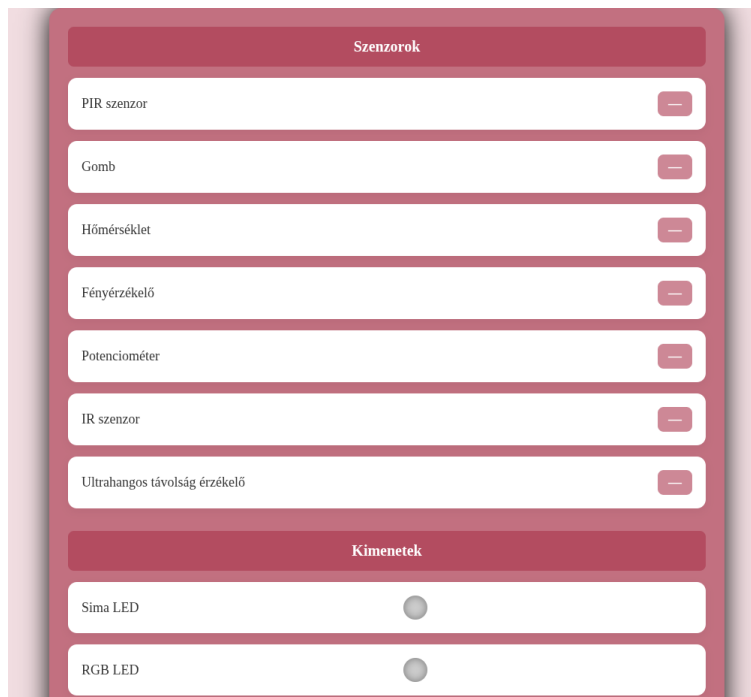 Szenzorok
PIR szenzor —
Gomb —
Hőmérséklet —
Fényérzékelő —
Potenciométer —
IR szenzor —
Ultrahangos távolság érzékelő —
Kimenetek
Sima LED
RGB LED